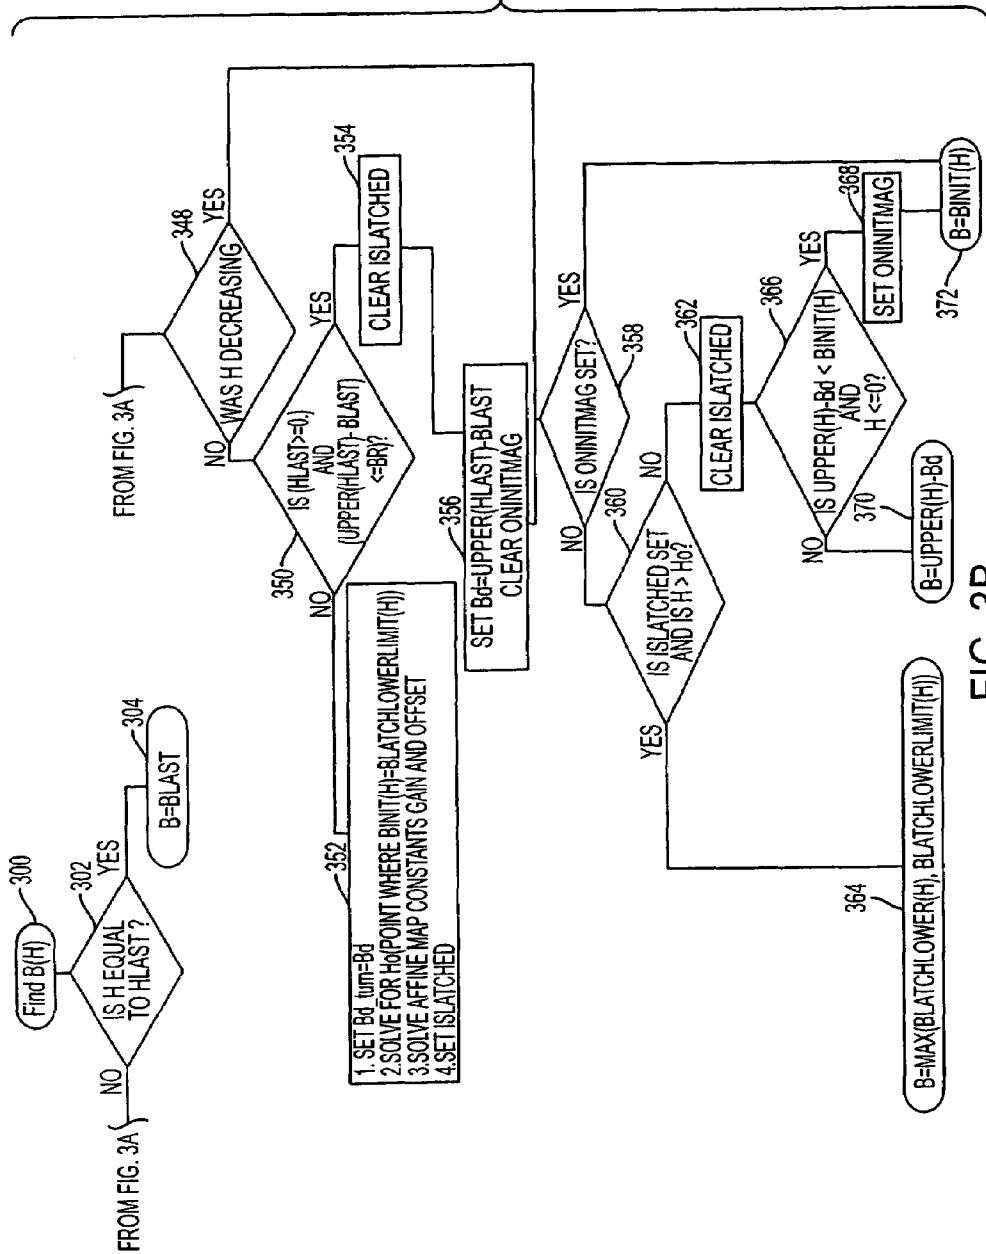 300
Find B(H)
302
IS H EQUAL
TO HLAST ?
NO
YES
304
B=BLAST
FROM FIG. 3A
FROM FIG. 3A
348
WAS H DECREASING
NO
YES
350
IS (HLAST>=0.)
AND
(UPPER(HLAST)-BLAST)
<=BR)?
NO
YES
354
CLEAR ISLATCHED
352
1. SET Bd_turn=Bd
2.SOLVE FOR Ho(POINT WHERE BINIT(H)=BLATCHLOWERLIMIT(H))
3.SOLVE AFFINE MAP CONSTANTS GAIN AND OFFSET
4.SET ISLATCHED
356
SET Bd=UPPER(HLAST)-BLAST
CLEAR ONINITMAG
358
IS ONINITMAG SET?
NO
YES
360
IS ISLATCHED SET
AND IS H > Ho?
YES
NO
362
CLEAR ISLATCHED
366
IS UPPER(H)-Bd < BINIT(H)
AND
H <=0?
NO
YES
368
SET ONINITMAG
364
B=MAX(BLATCHLOWER(H), BLATCHLOWERLIMIT(H))
370
B=UPPER(H)-Bd
372
B=BINIT(H)
FIG. 3B